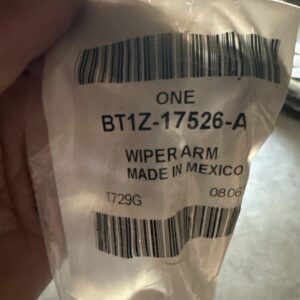 ONE
BT1Z-17526-A
WIPER ARM
MADE IN MEXICO
T729G 0806